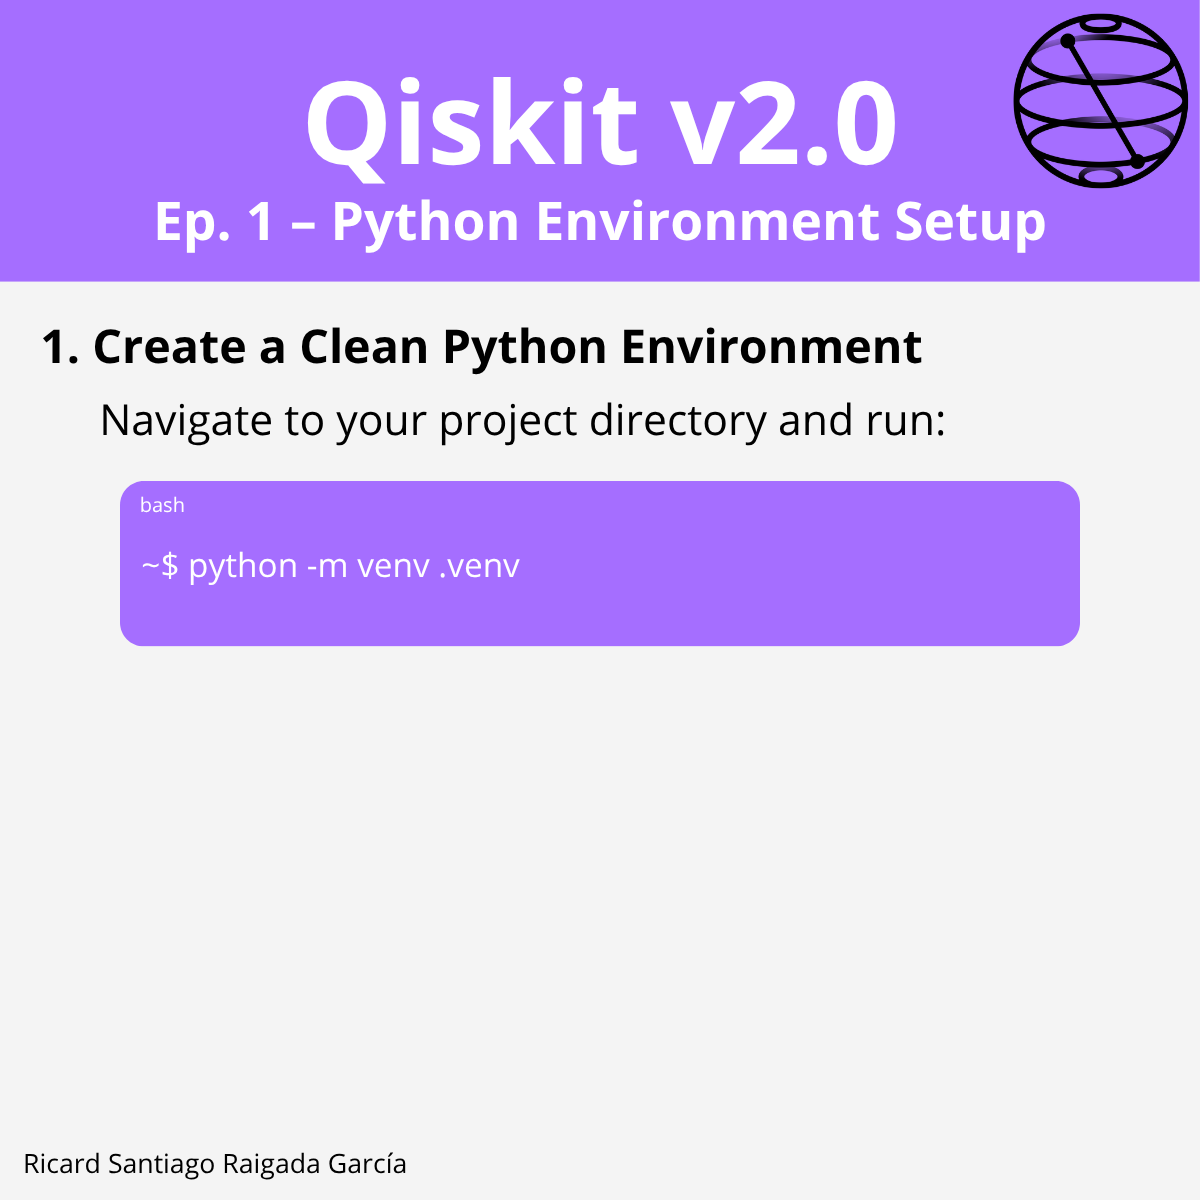 Qiskit v2.0
Ep. 1 – Python Environment Setup
1. Create a Clean Python Environment
Navigate to your project directory and run:
bash
~$ python -m venv .venv
Ricard Santiago Raigada García